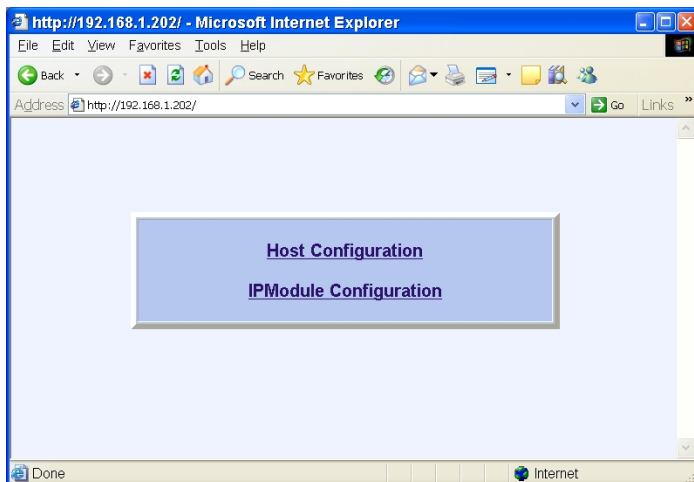 http://192.168.1.202/ - Microsoft Internet Explorer
File Edit View Favorites Tools Help
Back Search Favorites
Address http://192.168.1.202/ Go Links »
Host Configuration
IPModule Configuration
Done Internet